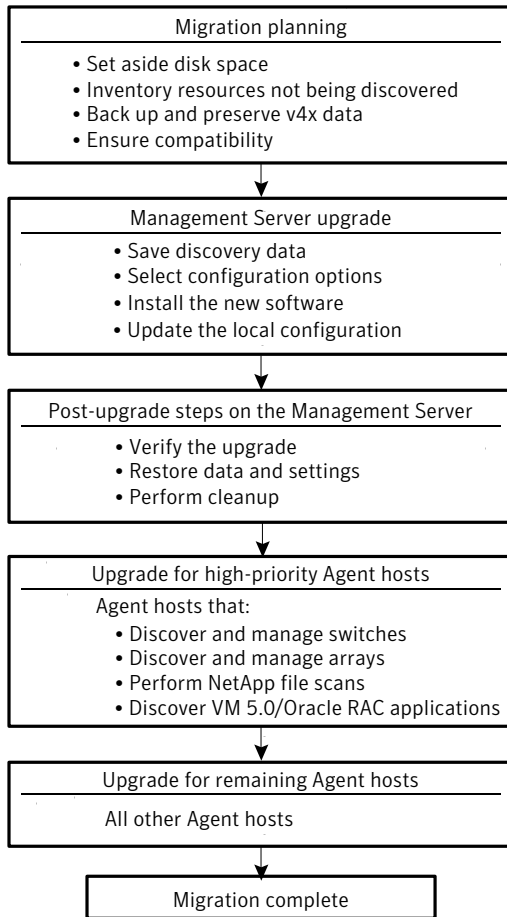 Migration planning
• Set aside disk space
• Inventory resources not being discovered
• Back up and preserve v4x data
• Ensure compatibility
Management Server upgrade
• Save discovery data
• Select configuration options
• Install the new software
• Update the local configuration
Post-upgrade steps on the Management Server
• Verify the upgrade
• Restore data and settings
• Perform cleanup
Upgrade for high-priority Agent hosts
Agent hosts that:
• Discover and manage switches
• Discover and manage arrays
• Perform NetApp file scans
• Discover VM 5.0/Oracle RAC applications
Upgrade for remaining Agent hosts
All other Agent hosts
Migration complete